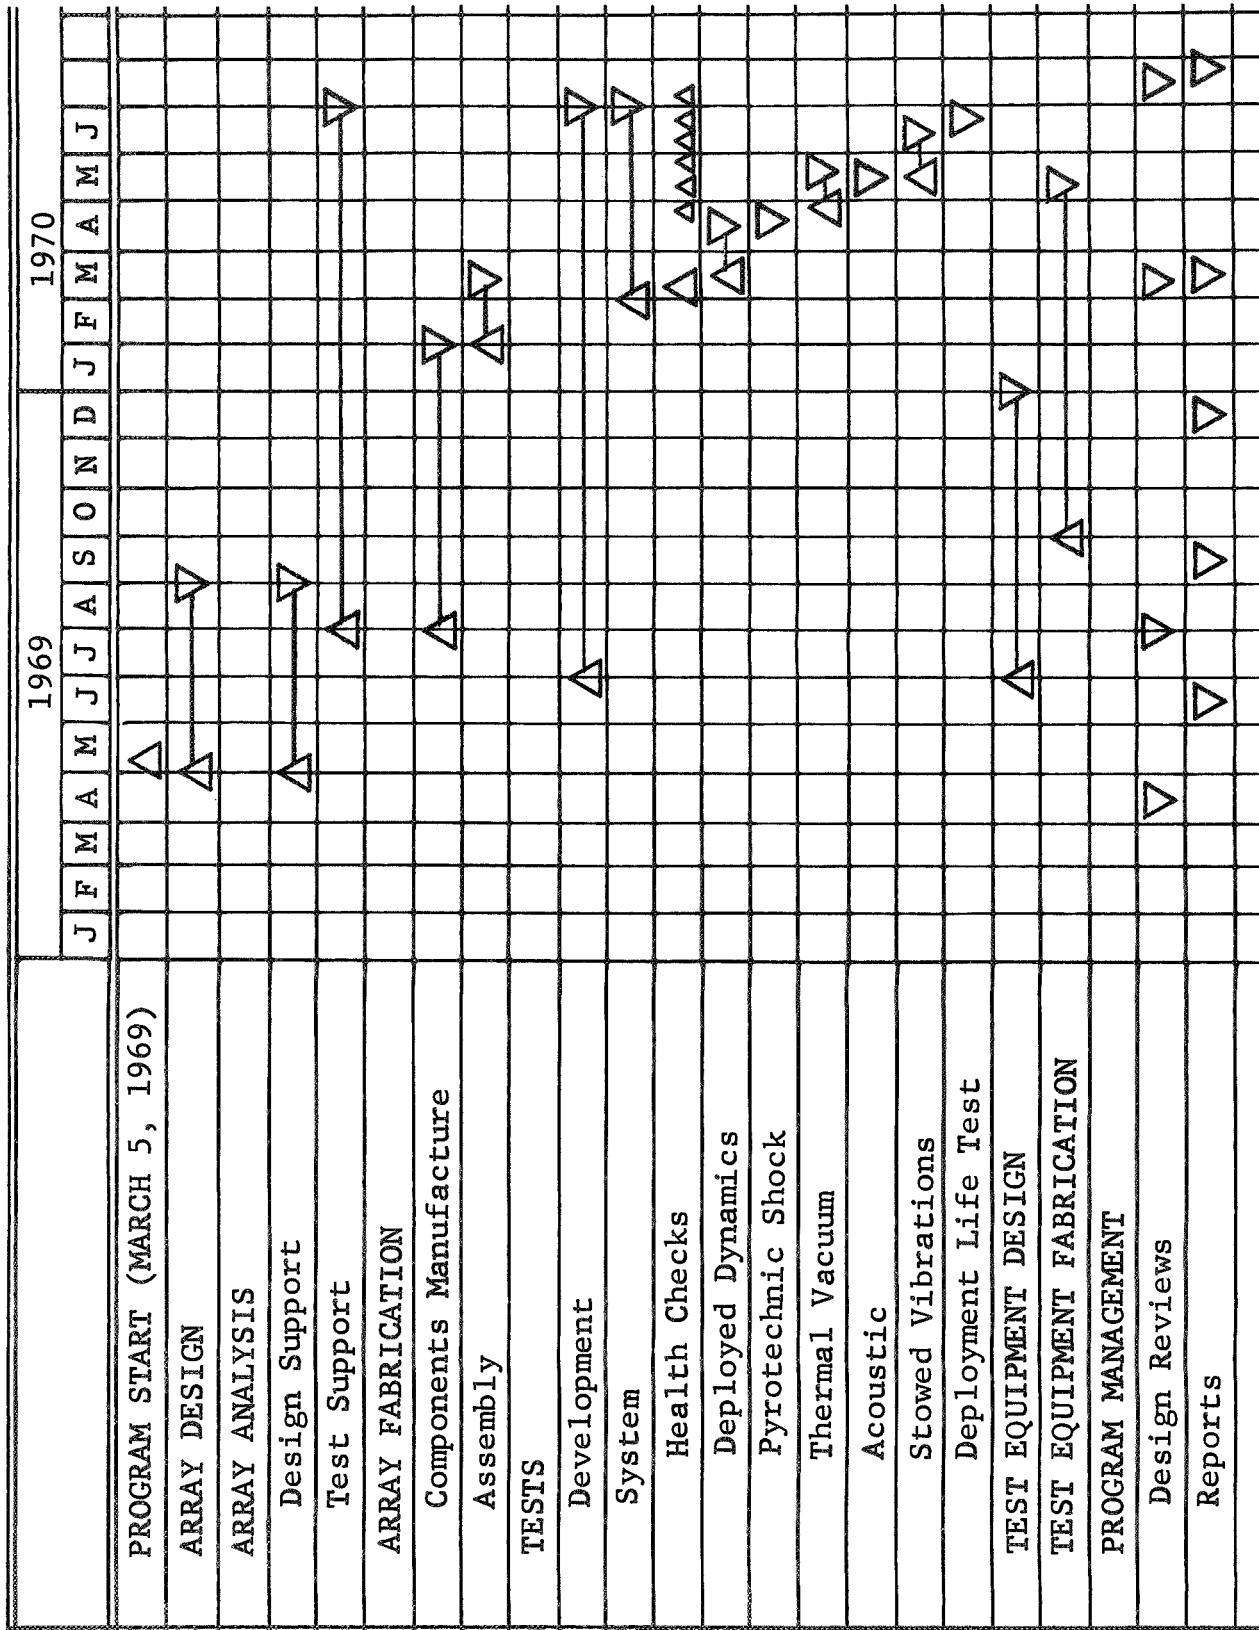 1969 1970
J F M A M J J A S O N D J F M A M J
PROGRAM START (MARCH 5, 1969)
ARRAY DESIGN
ARRAY ANALYSIS
Design Support
Test Support
ARRAY FABRICATION
Components Manufacture
Assembly
TESTS
Development
System
Health Checks
Deployed Dynamics
Pyrotechnic Shock
Thermal Vacuum
Acoustic
Stowed Vibrations
Deployment Life Test
TEST EQUIPMENT DESIGN
TEST EQUIPMENT FABRICATION
PROGRAM MANAGEMENT
Design Reviews
Reports